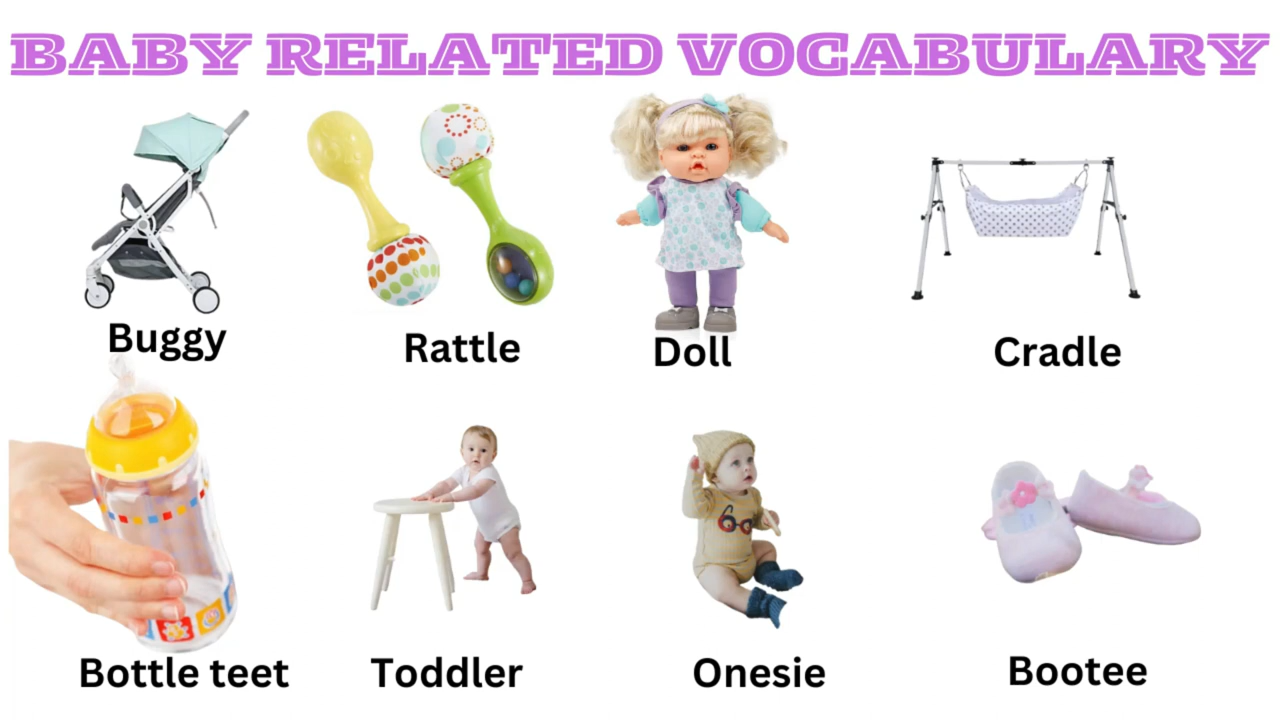 BABY RELATED VOCABULARY
Buggy
Rattle
Doll
Cradle
Bottle teet
Toddler
Onesie
Bootee